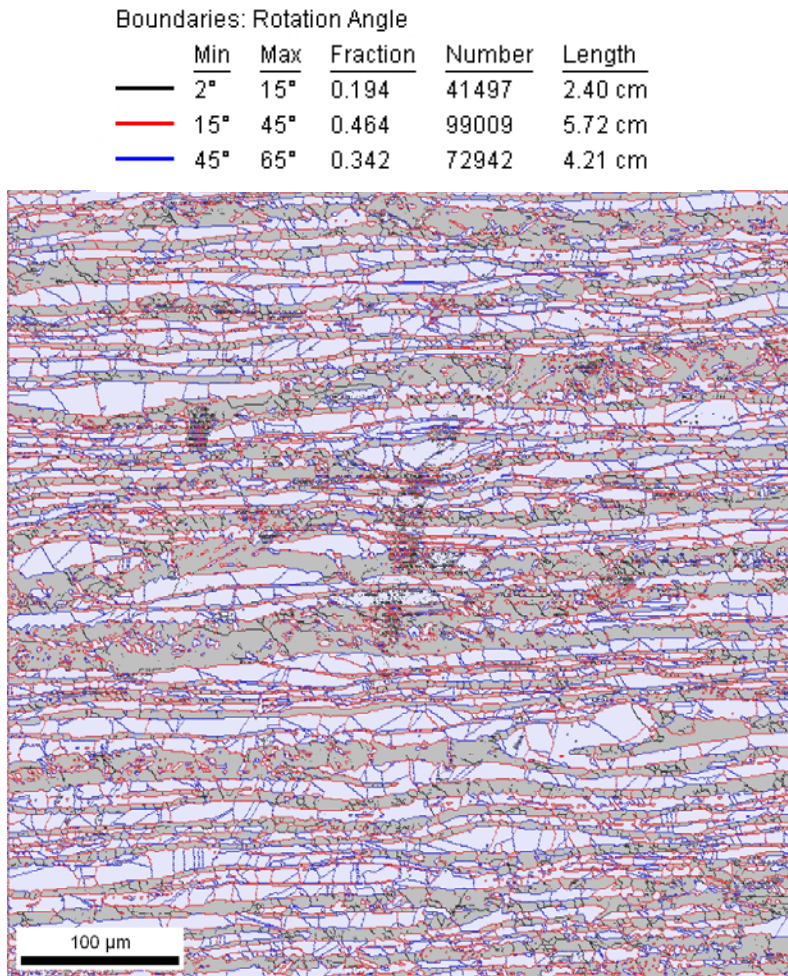 Boundaries: Rotation Angle
Min Max Fraction Number Length
2° 15° 0.194 41497 2.40 cm
15° 45° 0.464 99009 5.72 cm
45° 65° 0.342 72942 4.21 cm
100 µm